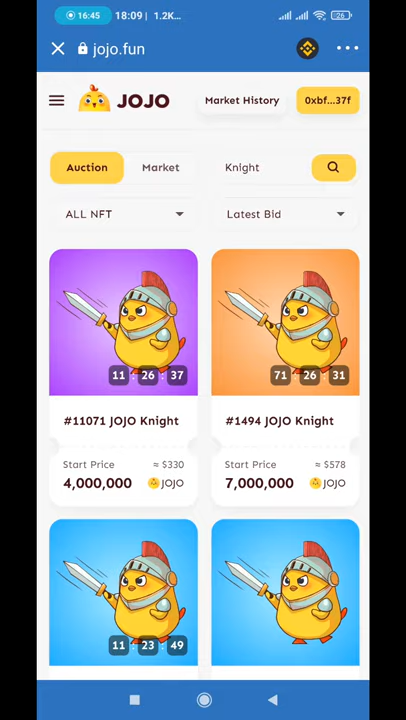 16:45 18:09 | 1.2K... 26
jojo.fun
JOJO Market History 0xbf...37f
Auction Market Knight
ALL NFT Latest Bid
11 : 26 : 37 71 : 26 : 31
#11071 JOJO Knight #1494 JOJO Knight
Start Price ≈ $330 Start Price ≈ $578
4,000,000 JOJO 7,000,000 JOJO
11 : 23 : 49